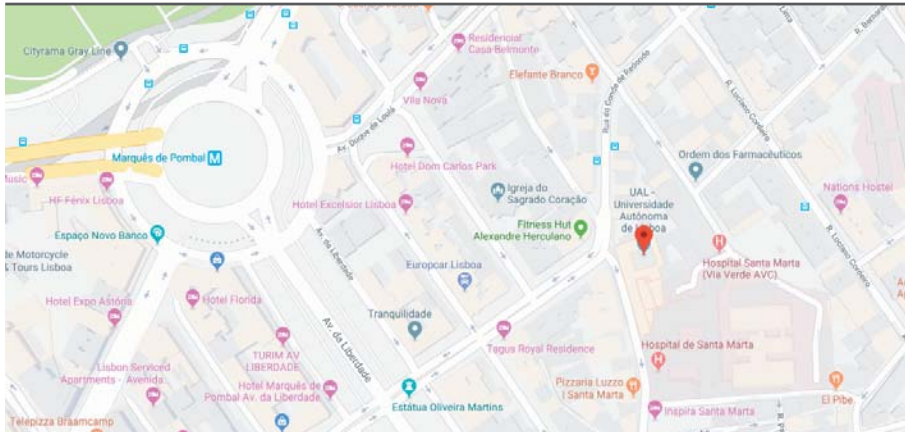 Cityrama Gray Line
Residencial
Casa Belmonte
Elefante Branco
Vila Nova
Rua do Conde de Redondo
R. Luciano Cordeiro
Av. Duque de Loulé
Marquês de Pombal M
Hotel Dom Carlos Park
Ordem dos Farmacêuticos
Music
HF Fénix Lisboa
Hotel Excelsior Lisboa
Igreja do
Sagrado Coração
UAL -
Universidade
Autónoma
de Lisboa
Nations Hostel
Espaço Novo Banco
Fitness Hut
Alexandre Herculano
Av. da Liberdade
de Motorcycle
& Tours Lisboa
Europcar Lisboa
Hospital Santa Marta
(Via Verde AVC)
R. Luciano Cordeiro
Hotel Expo Astória
Hotel Florida
Tranquilidade
Av. da Liberdade
TURIM AV
LIBERDADE
Tagus Royal Residence
Hospital de Santa Marta
Lisbon Serviced
Apartments - Avenida
Hotel Marquês de
Pombal Av. da Liberdade
Estátua Oliveira Martins
Pizzaria Luzzo
| Santa Marta
El Pibe
Inspira Santa Marta
Telepizza Braamcamp